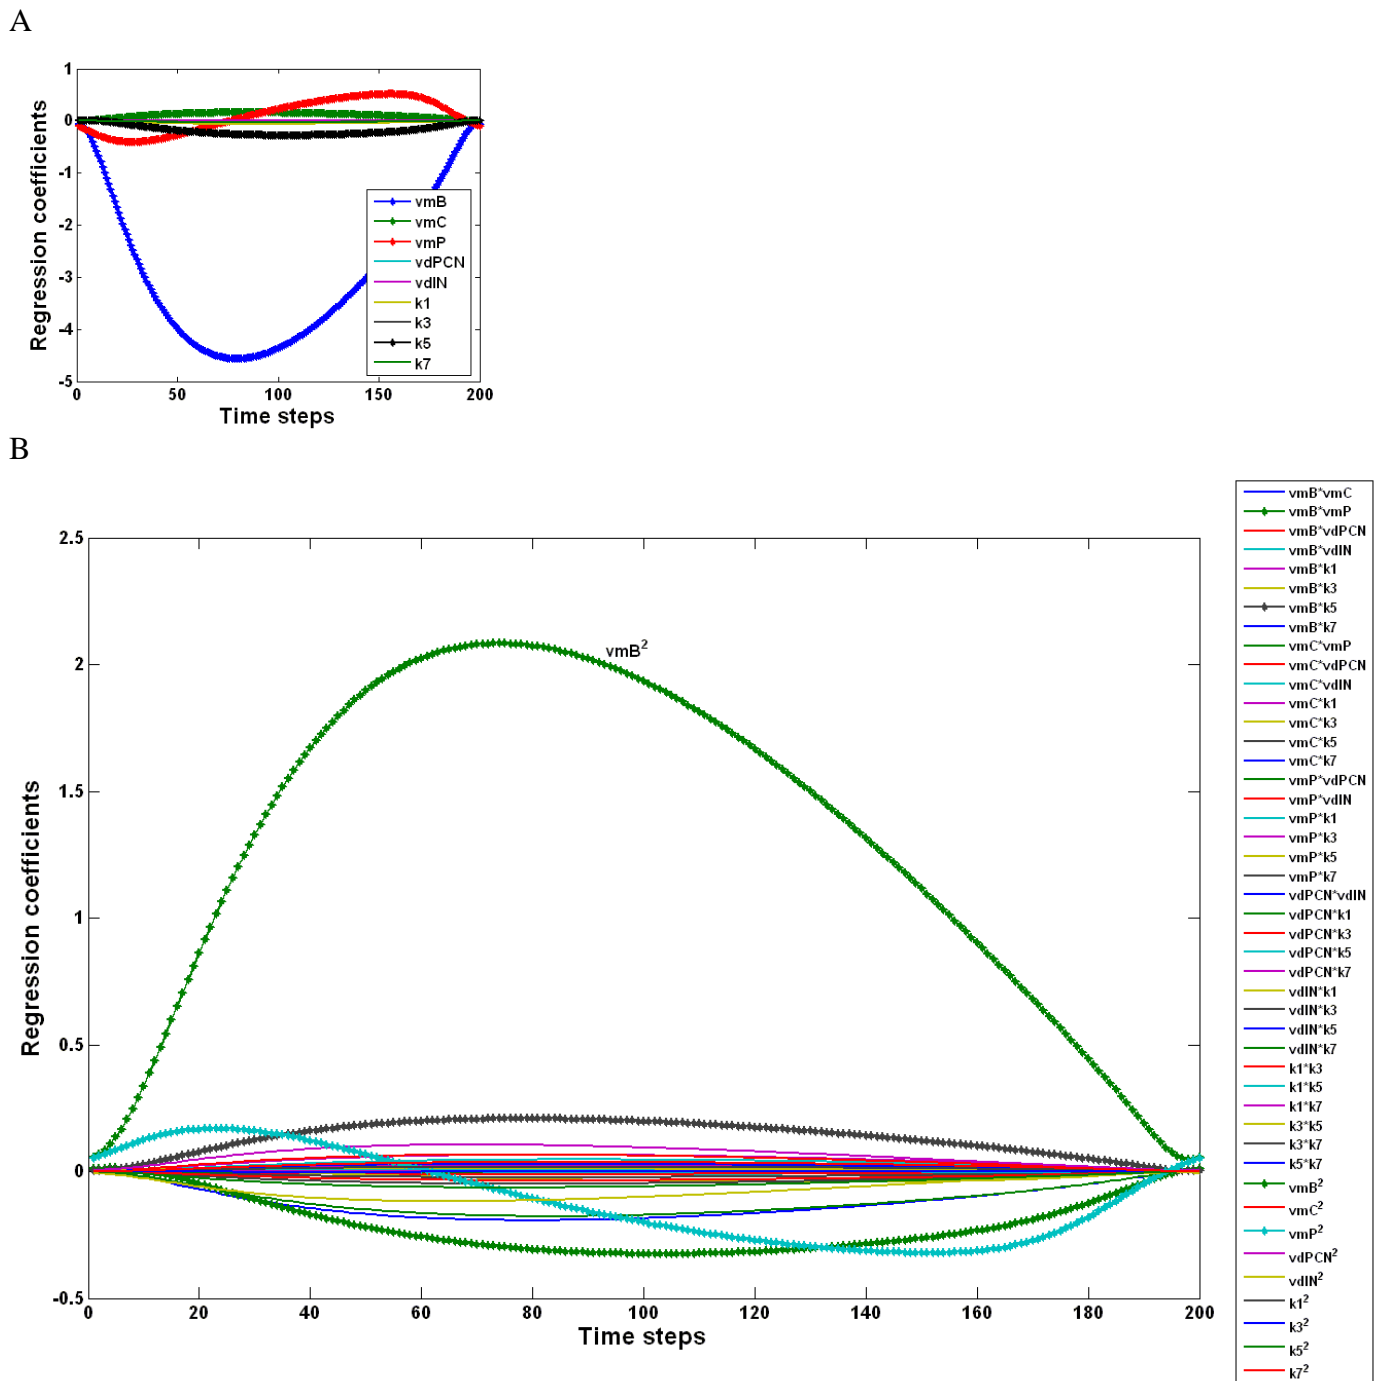 A
1
0
-1
-2
-3
-4
-5
0
50
100
150
200
Regression coefficients
Time steps
vmB
vmC
vmP
vdPCN
vdIN
k1
k3
k5
k7
B
2.5
2
1.5
1
0.5
0
-0.5
0
20
40
60
80
100
120
140
160
180
200
Regression coefficients
Time steps
vmB²
vmB*vmC
vmB*vmP
vmB*vdPCN
vmB*vdIN
vmB*k1
vmB*k3
vmB*k5
vmB*k7
vmC*vmP
vmC*vdPCN
vmC*vdIN
vmC*k1
vmC*k3
vmC*k5
vmC*k7
vmP*vdPCN
vmP*vdIN
vmP*k1
vmP*k3
vmP*k5
vmP*k7
vdPCN*vdIN
vdPCN*k1
vdPCN*k3
vdPCN*k5
vdPCN*k7
vdIN*k1
vdIN*k3
vdIN*k5
vdIN*k7
k1*k3
k1*k5
k1*k7
k3*k5
k3*k7
k5*k7
vmB²
vmC²
vmP²
vdPCN²
vdIN²
k1²
k3²
k5²
k7²